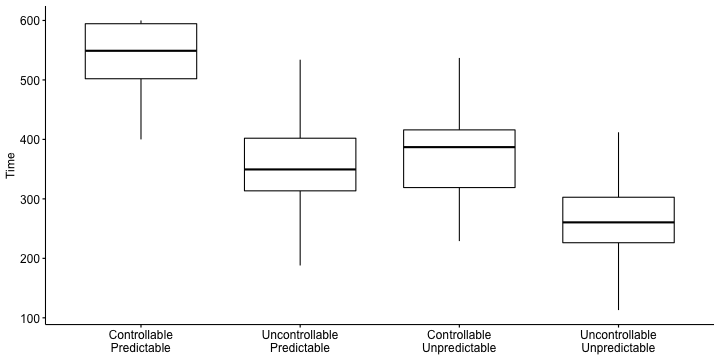 600
500
400
300
200
100
Time
Controllable
Predictable
Uncontrollable
Predictable
Controllable
Unpredictable
Uncontrollable
Unpredictable